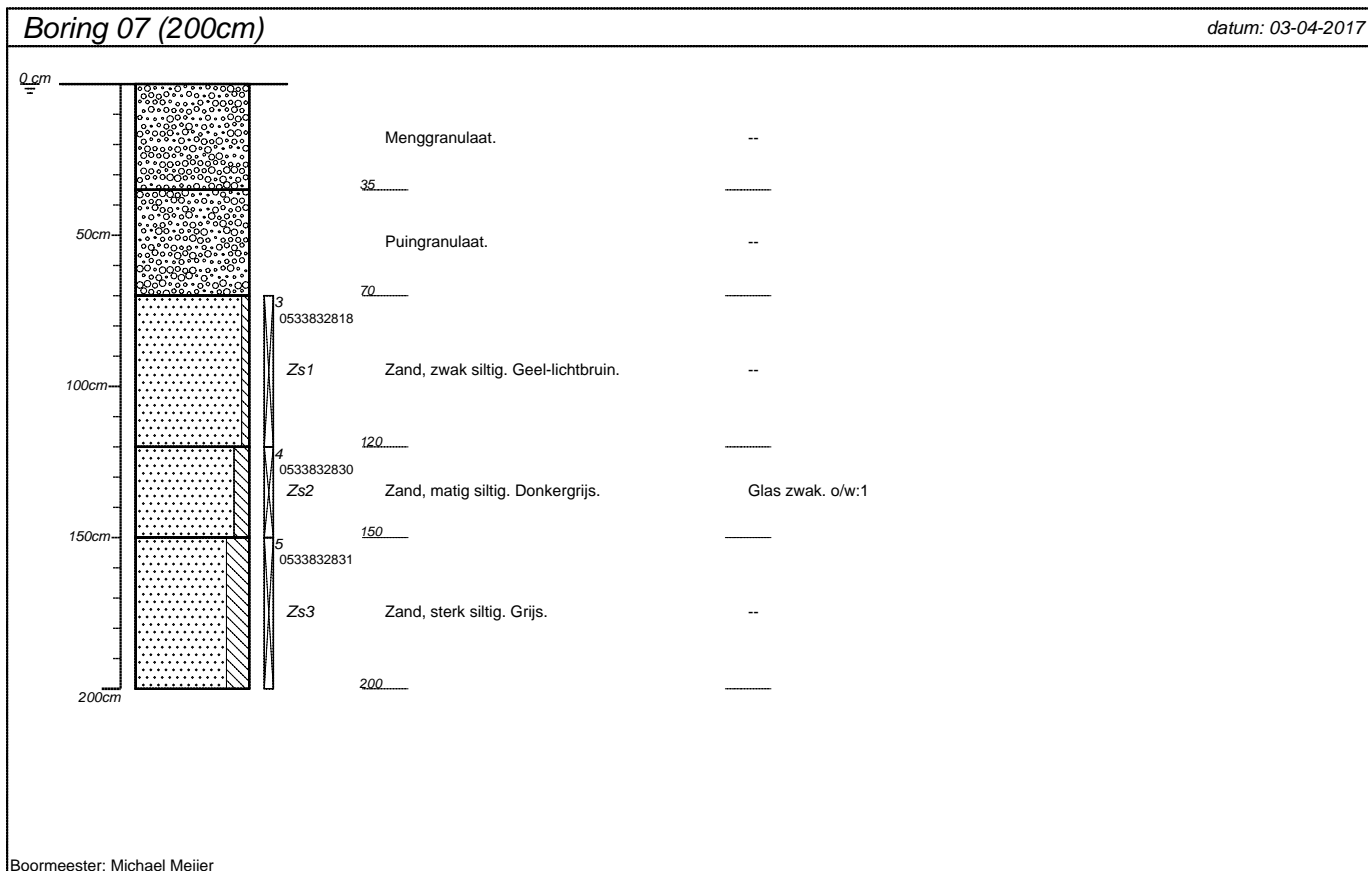 Boring 07 (200cm)
datum: 03-04-2017
0 cm
Menggranulaat.
--
35
50cm
Puingranulaat.
--
70
3
0533832818
Zs1
Zand, zwak siltig. Geel-lichtbruin.
--
100cm
120
4
0533832830
Zs2
Zand, matig siltig. Donkergrijs.
Glas zwak. o/w:1
150cm
150
5
0533832831
Zs3
Zand, sterk siltig. Grijs.
--
200cm
200
Boormeester: Michael Meijer